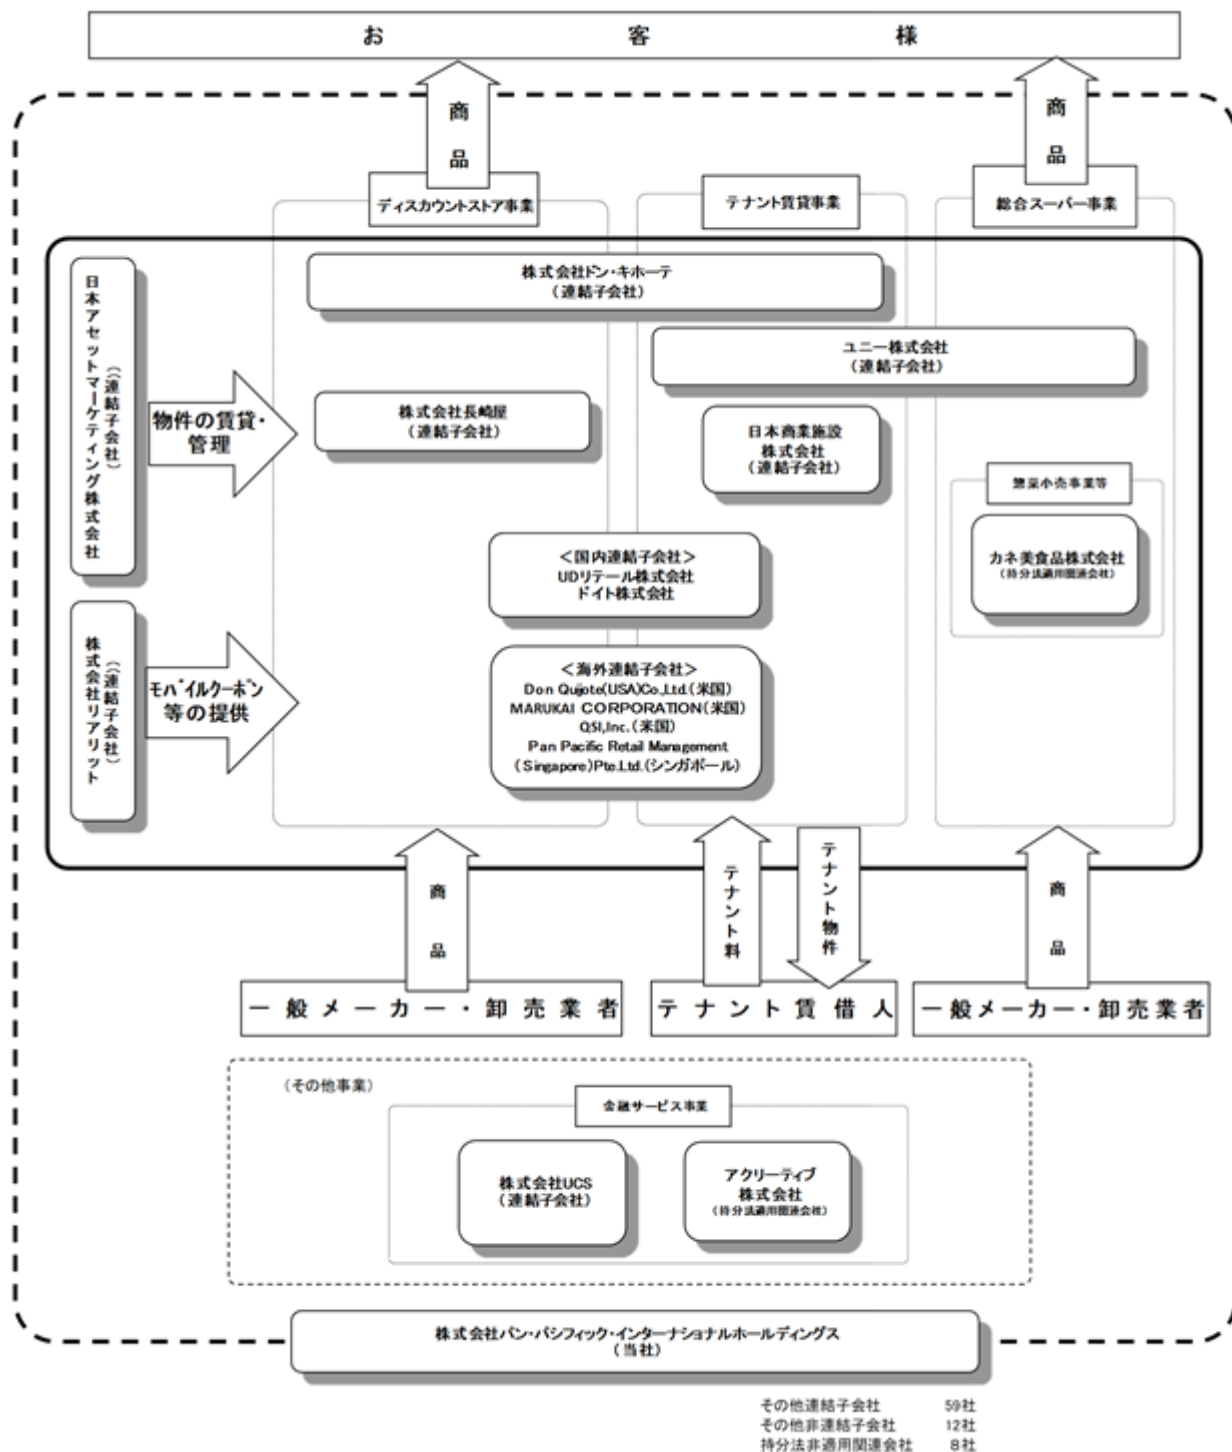 お客様
商品
商品
ディスカウントストア事業
テナント賃貸事業
総合スーパー事業
株式会社ドン・キホーテ
（連結子会社）
ユニー株式会社
（連結子会社）
日本アセットマーケティング株式会社
（（連結子会社）
物件の賃貸・
管理
株式会社長崎屋
（連結子会社）
日本商業施設
株式会社
（連結子会社）
惣菜小売事業等
カネ美食品株式会社
（持分法適用関連会社）
＜国内連結子会社＞
UDリテール株式会社
ドイト株式会社
株式会社リアリット
（（連結子会社）
モバイルクーポン
等の提供
＜海外連結子会社＞
Don Quijote(USA)Co.,Ltd.(米国)
MARUKAI CORPORATION(米国)
QSI,Inc.(米国)
Pan Pacific Retail Management
(Singapore)Pte.Ltd.(シンガポール)
商品
テナント料
テナント物件
商品
一般メーカー・卸売業者
テナント賃借人
一般メーカー・卸売業者
（その他事業）
金融サービス事業
株式会社UCS
（連結子会社）
アクリーティブ
株式会社
（持分法適用関連会社）
株式会社パン・パシフィック・インターナショナルホールディングス
（当社）
その他連結子会社 59社
その他非連結子会社 12社
持分法非適用関連会社 8社